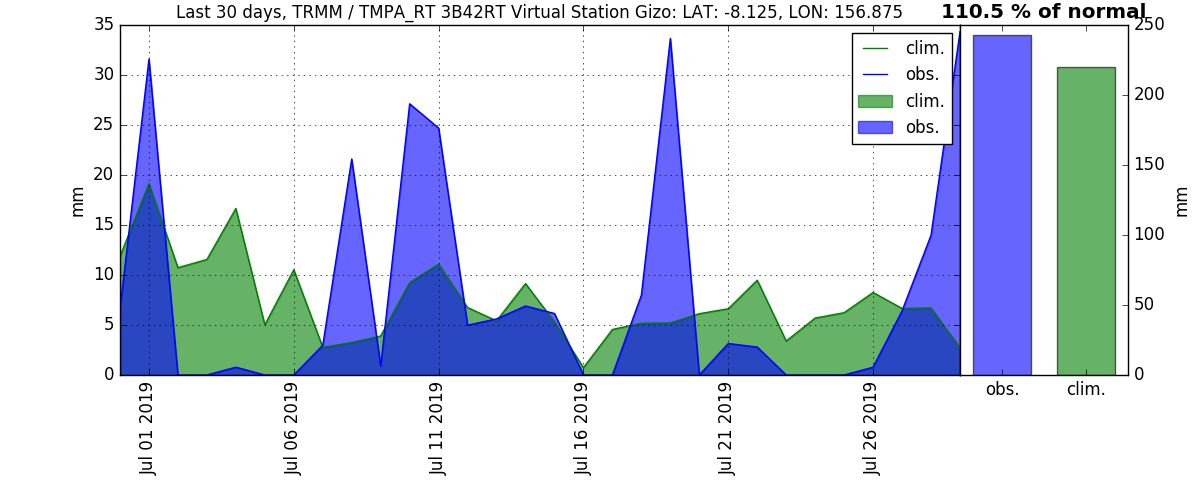 Last 30 days, TRMM / TMPA_RT 3B42RT Virtual Station Gizo: LAT: -8.125, LON: 156.875
110.5 % of normal
35
30
25
20
15
10
5
0
mm
clim.
obs.
clim.
obs.
250
200
150
100
50
0
mm
obs.
clim.
Jul 01 2019
Jul 06 2019
Jul 11 2019
Jul 16 2019
Jul 21 2019
Jul 26 2019